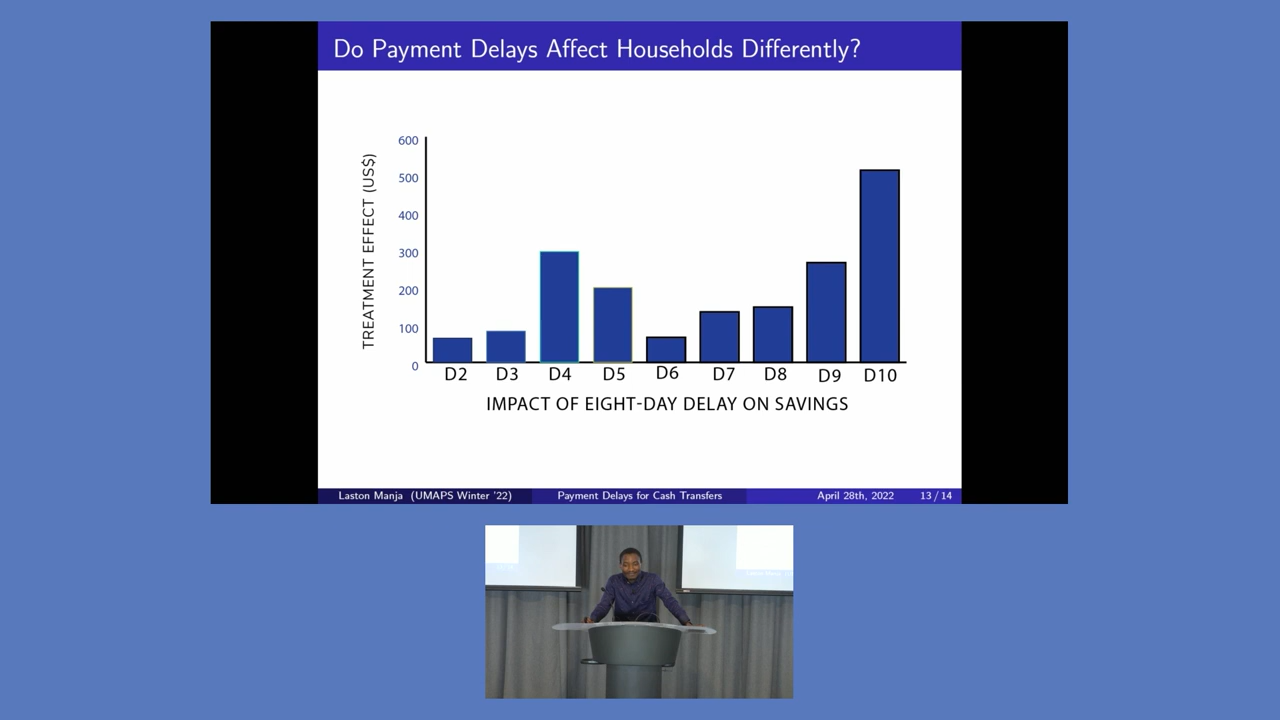 Do Payment Delays Affect Households Differently?
TREATMENT EFFECT (US$)
600
500
400
300
200
100
0
D2 D3 D4 D5 D6 D7 D8 D9 D10
IMPACT OF EIGHT-DAY DELAY ON SAVINGS
Laston Manja (UMAPS Winter '22) Payment Delays for Cash Transfers April 28th, 2022 13 / 14